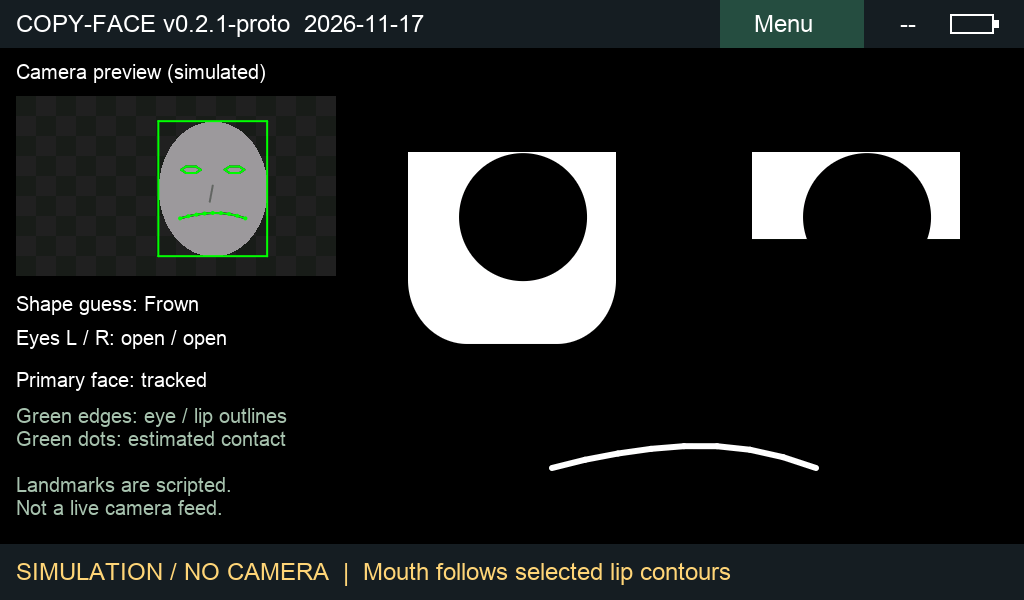 COPY-FACE v0.2.1-proto 2026-11-17
Menu
--
Camera preview (simulated)
Shape guess: Frown
Eyes L / R: open / open
Primary face: tracked
Green edges: eye / lip outlines
Green dots: estimated contact
Landmarks are scripted.
Not a live camera feed.
SIMULATION / NO CAMERA | Mouth follows selected lip contours